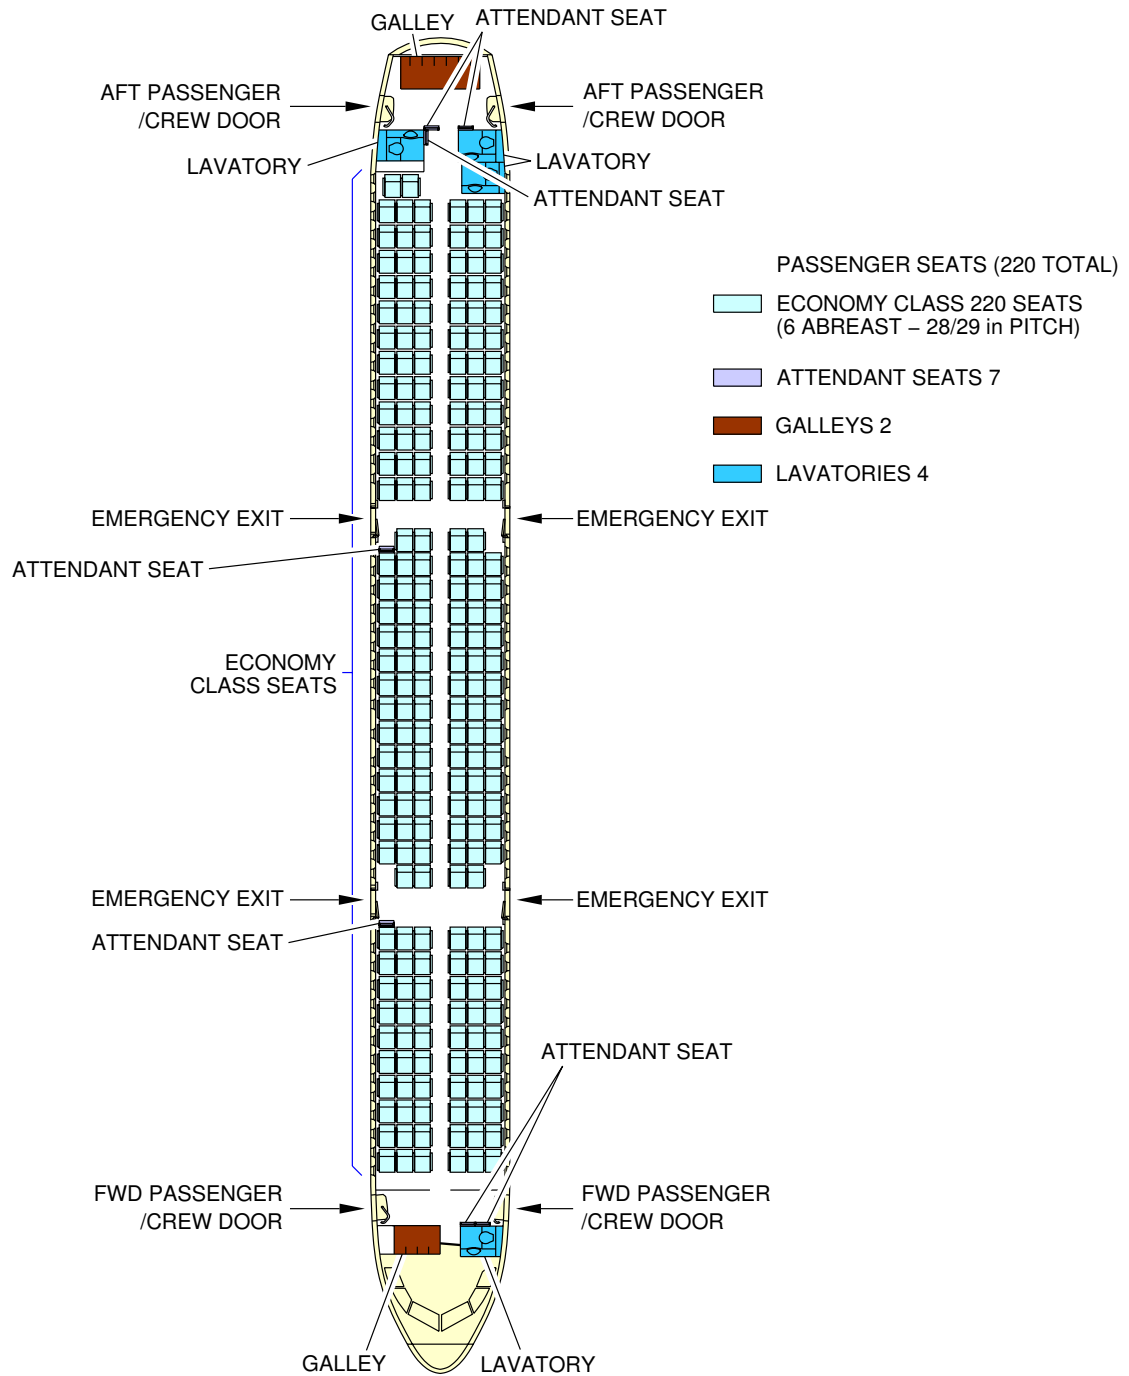 GALLEY
ATTENDANT SEAT
AFT PASSENGER
/CREW DOOR
AFT PASSENGER
/CREW DOOR
LAVATORY
LAVATORY
ATTENDANT SEAT
PASSENGER SEATS (220 TOTAL)
ECONOMY CLASS 220 SEATS
(6 ABREAST – 28/29 in PITCH)
ATTENDANT SEATS 7
GALLEYS 2
LAVATORIES 4
EMERGENCY EXIT
EMERGENCY EXIT
ATTENDANT SEAT
ECONOMY
CLASS SEATS
EMERGENCY EXIT
EMERGENCY EXIT
ATTENDANT SEAT
ATTENDANT SEAT
FWD PASSENGER
/CREW DOOR
FWD PASSENGER
/CREW DOOR
GALLEY
LAVATORY